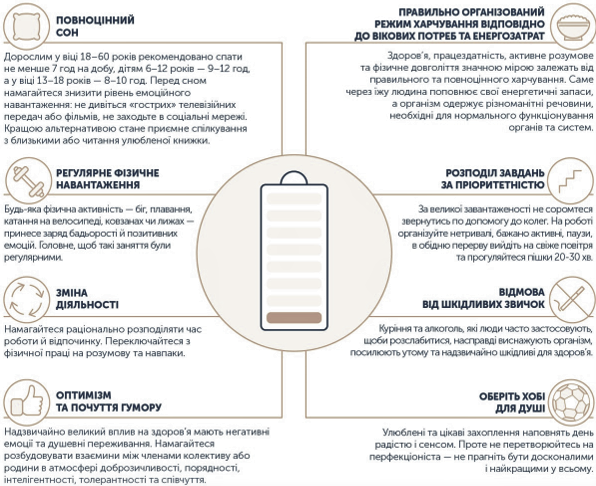 ПОВНОЦІННИЙ
СОН
Дорослим у віці 18–60 років рекомендовано спати
не менше 7 год на добу, дітям 6–12 років — 9–12 год,
а у віці 13–18 років — 8–10 год. Перед сном
намагайтеся знизити рівень емоційного
навантаження: не дивіться «гострих» телевізійних
передач або фільмів, не заходьте в соціальні мережі.
Кращою альтернативою стане приємне спілкування
з близькими або читання улюбленої книжки.
РЕГУЛЯРНЕ ФІЗИЧНЕ
НАВАНТАЖЕННЯ
Будь-яка фізична активність — біг, плавання,
катання на велосипеді, ковзанах чи лижах —
принесе заряд бадьорості й позитивних
емоцій. Головне, щоб такі заняття були
регулярними.
ЗМІНА
ДІЯЛЬНОСТІ
Намагайтеся раціонально розподіляти час
роботи й відпочинку. Переключайтеся з
фізичної праці на розумову та навпаки.
ОПТИМІЗМ
ТА ПОЧУТТЯ ГУМОРУ
Надзвичайно великий вплив на здоров'я мають негативні
емоції та душевні переживання. Намагайтеся
розбудовувати взаємини між членами колективу або
родини в атмосфері доброзичливості, порядності,
інтелігентності, толерантності та співчуття.
ПРАВИЛЬНО ОРГАНІЗОВАНИЙ
РЕЖИМ ХАРЧУВАННЯ ВІДПОВІДНО
ДО ВІКОВИХ ПОТРЕБ ТА ЕНЕРГОЗАТРАТ
Здоров'я, працездатність, активне розумове
та фізичне довголіття значною мірою залежать від
правильного та повноцінного харчування. Саме
через їжу людина поповнює свої енергетичні запаси,
а організм одержує різноманітні речовини,
необхідні для нормального функціонування
органів та систем.
РОЗПОДІЛ ЗАВДАНЬ
ЗА ПРІОРИТЕТНІСТЮ
За великої завантаженості не соромтеся
звернутись по допомогу до колег. На роботі
організуйте нетривалі, бажано активні, паузи,
в обідню перерву вийдіть на свіже повітря
та прогуляйтеся пішки 20-30 хв.
ВІДМОВА
ВІД ШКІДЛИВИХ ЗВИЧОК
Куріння та алкоголь, які люди часто застосовують,
щоби розслабитися, насправді виснажують організм,
посилюють утому та надзвичайно шкідливі для здоров'я.
ОБЕРІТЬ ХОБІ
ДЛЯ ДУШІ
Улюблені та цікаві захоплення наповнять день
радістю і сенсом. Проте не перетворюйтесь на
перфекціоніста — не прагніть бути досконалими
і найкращими у всьому.